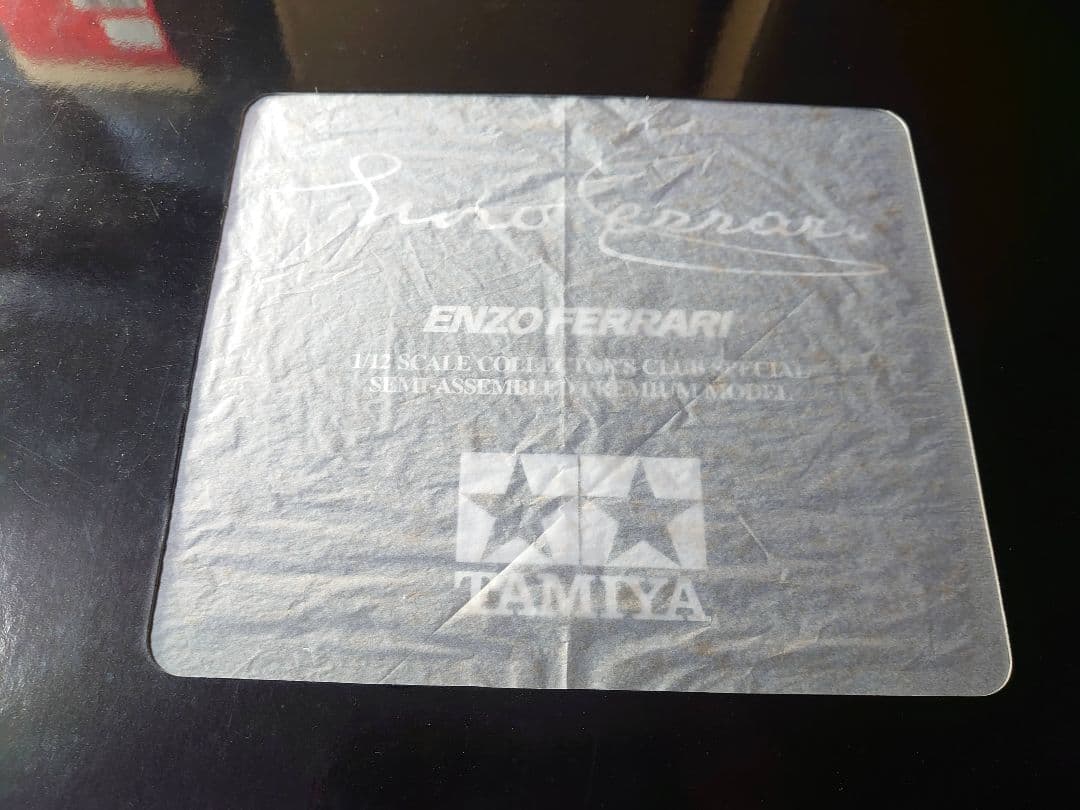 Enzo Ferrari
ENZO FERRARI
1/12 SCALE COLLECTOR'S CLUB SPECIAL
SEMI-ASSEMBLED PREMIUM MODEL
TAMIYA